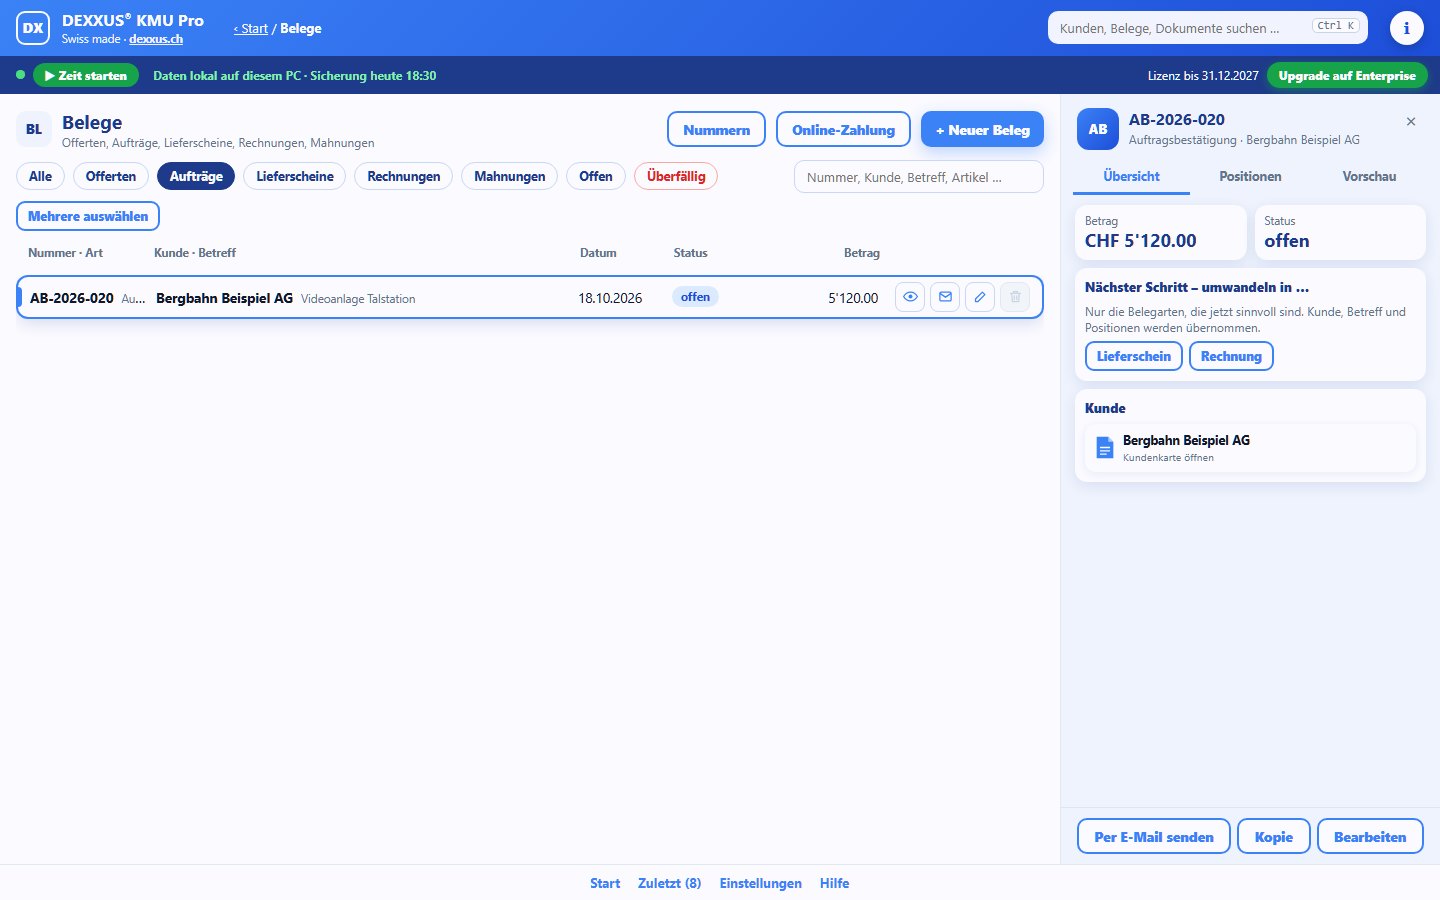 DX
DEXXUS® KMU Pro
Swiss made · dexxus.ch
‹ Start / Belege
Kunden, Belege, Dokumente suchen ...
Ctrl K
i
▶ Zeit starten
Daten lokal auf diesem PC · Sicherung heute 18:30
Lizenz bis 31.12.2027
Upgrade auf Enterprise
BL
Belege
Offerten, Aufträge, Lieferscheine, Rechnungen, Mahnungen
Nummern
Online-Zahlung
+ Neuer Beleg
Alle
Offerten
Aufträge
Lieferscheine
Rechnungen
Mahnungen
Offen
Überfällig
Nummer, Kunde, Betreff, Artikel ...
Mehrere auswählen
Nummer · Art
Kunde · Betreff
Datum
Status
Betrag
AB-2026-020 Au...
Bergbahn Beispiel AG Videoanlage Talstation
18.10.2026
offen
5'120.00
AB
AB-2026-020
Auftragsbestätigung · Bergbahn Beispiel AG
×
Übersicht
Positionen
Vorschau
Betrag
CHF 5'120.00
Status
offen
Nächster Schritt – umwandeln in ...
Nur die Belegarten, die jetzt sinnvoll sind. Kunde, Betreff und
Positionen werden übernommen.
Lieferschein
Rechnung
Kunde
Bergbahn Beispiel AG
Kundenkarte öffnen
Per E-Mail senden
Kopie
Bearbeiten
Start
Zuletzt (8)
Einstellungen
Hilfe